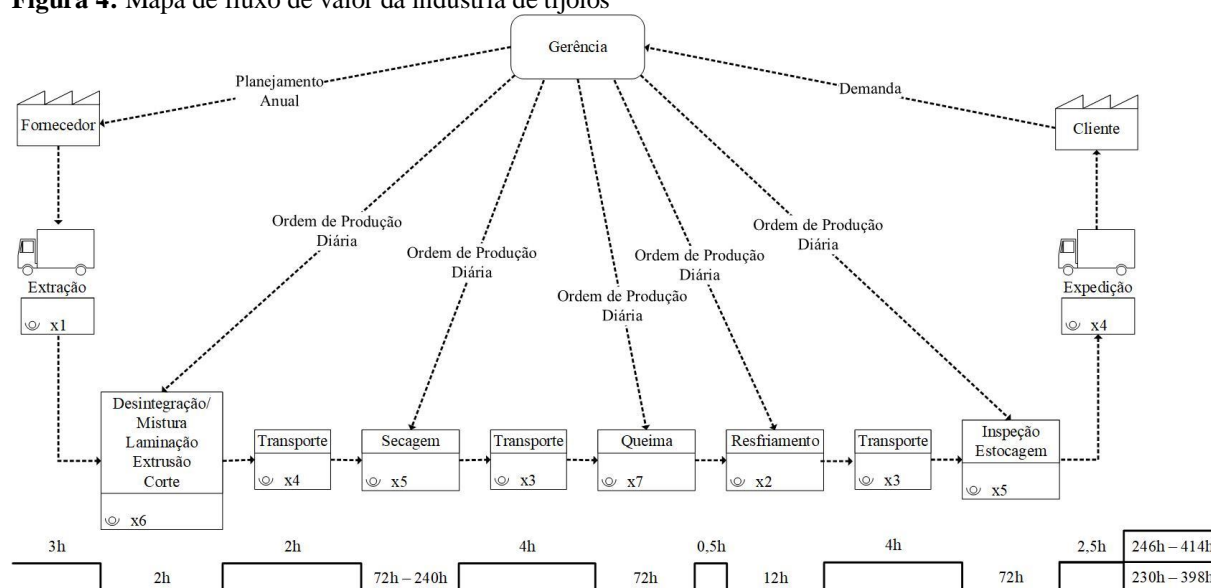 Figura 4: Mapa de fluxo de valor da indústria de tijolos
Gerência
Planejamento
Anual
Demanda
Fornecedor
Cliente
Ordem de Produção
Diária
Ordem de Produção
Diária
Ordem de Produção
Diária
Ordem de Produção
Diária
Ordem de Produção
Diária
Extração
x1
Expedição
x4
Desintegração/
Mistura
Laminação
Extrusão
Corte
x6
Transporte
x4
Secagem
x5
Transporte
x3
Queima
x7
Resfriamento
x2
Transporte
x3
Inspeção
Estocagem
x5
3h 2h 4h 0,5h 4h 2,5h 246h – 414h
2h 72h – 240h 72h 12h 72h 230h – 398h